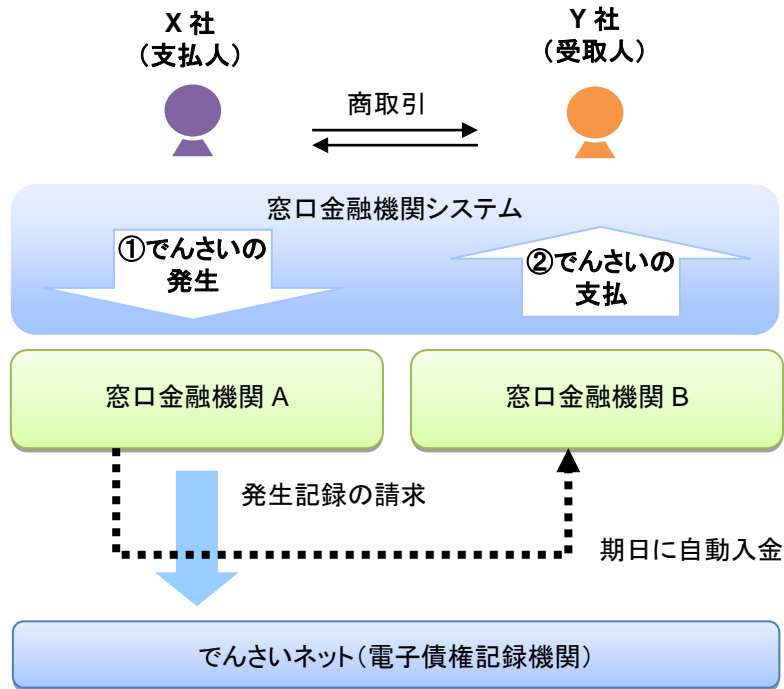 X 社
（支払人）
Y 社
（受取人）
商取引
窓口金融機関システム
①でんさいの
発生
②でんさいの
支払
窓口金融機関 A
窓口金融機関 B
発生記録の請求
期日に自動入金
でんさいネット（電子債権記録機関）